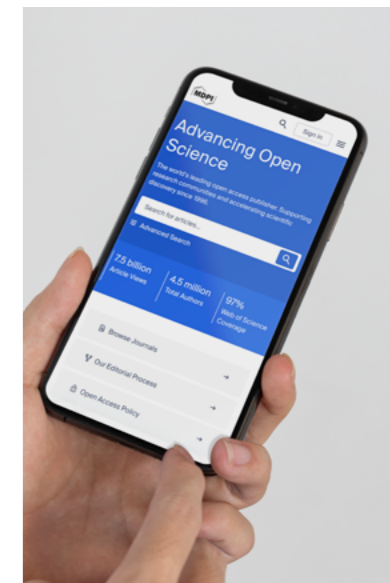 MDPI
Sign in
Advancing Open
Science
The world's leading open access publisher. Supporting
research communities and accelerating scientific
discovery since 1996.
Search for articles...
Advanced Search
7.5 billion
Article Views
4.5 million
Total Authors
97%
Web of Science
Coverage
Browse Journals
Our Editorial Process
Open Access Policy